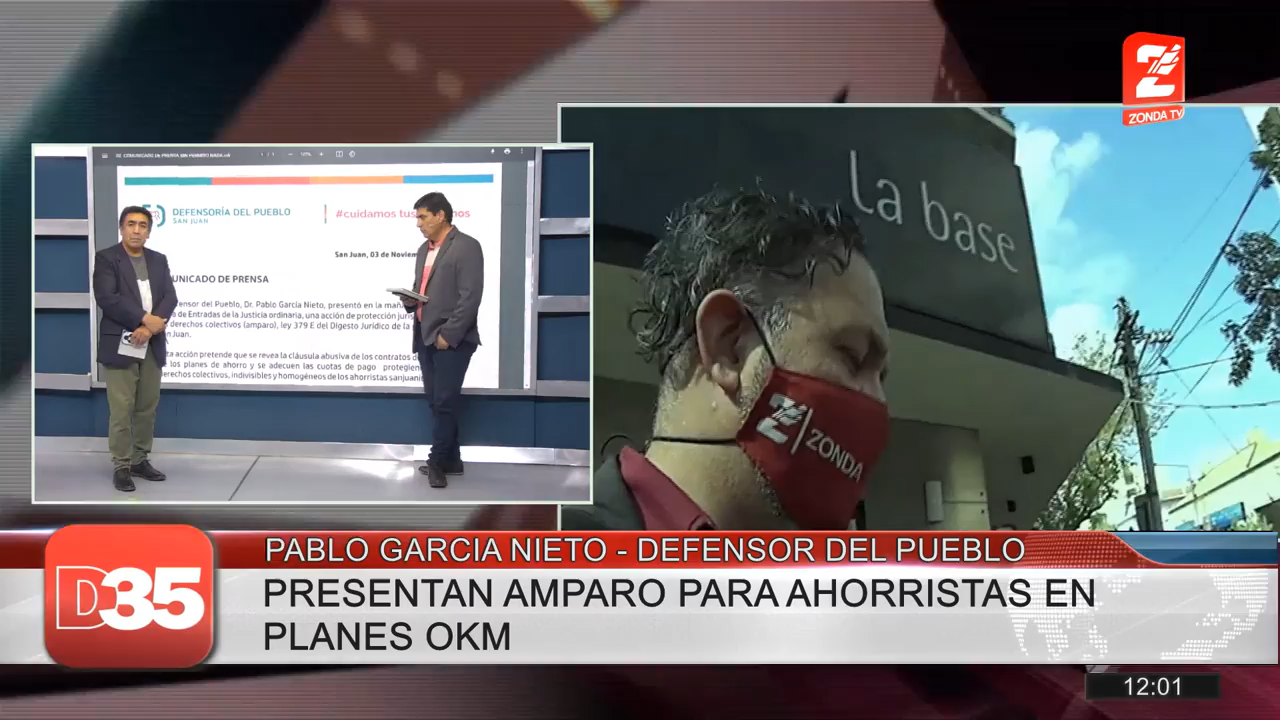 ZONDA TV
la base
DEFENSORÍA DEL PUEBLO
SAN JUAN
#cuidamos tus
San Juan, 03 de Noviem
UNICADO DE PRENSA
fensor del Pueblo, Dr. Pablo García Nieto, presentó en la maña
a de Entradas de la Justicia ordinaria, una acción de protección juris
derechos colectivos (amparo), ley 379 E del Digesto Jurídico de la
n Juan.
ta acción pretende que se revea la cláusula abusiva de los contratos d
los planes de ahorro y se adecuen las cuotas de pago protegien
derechos colectivos, indivisibles y homogéneos de los ahorristas sanjuani
Z|ZONDA
D35
PABLO GARCIA NIETO - DEFENSOR DEL PUEBLO
PRESENTAN AMPARO PARA AHORRISTAS EN
PLANES OKM
12:01